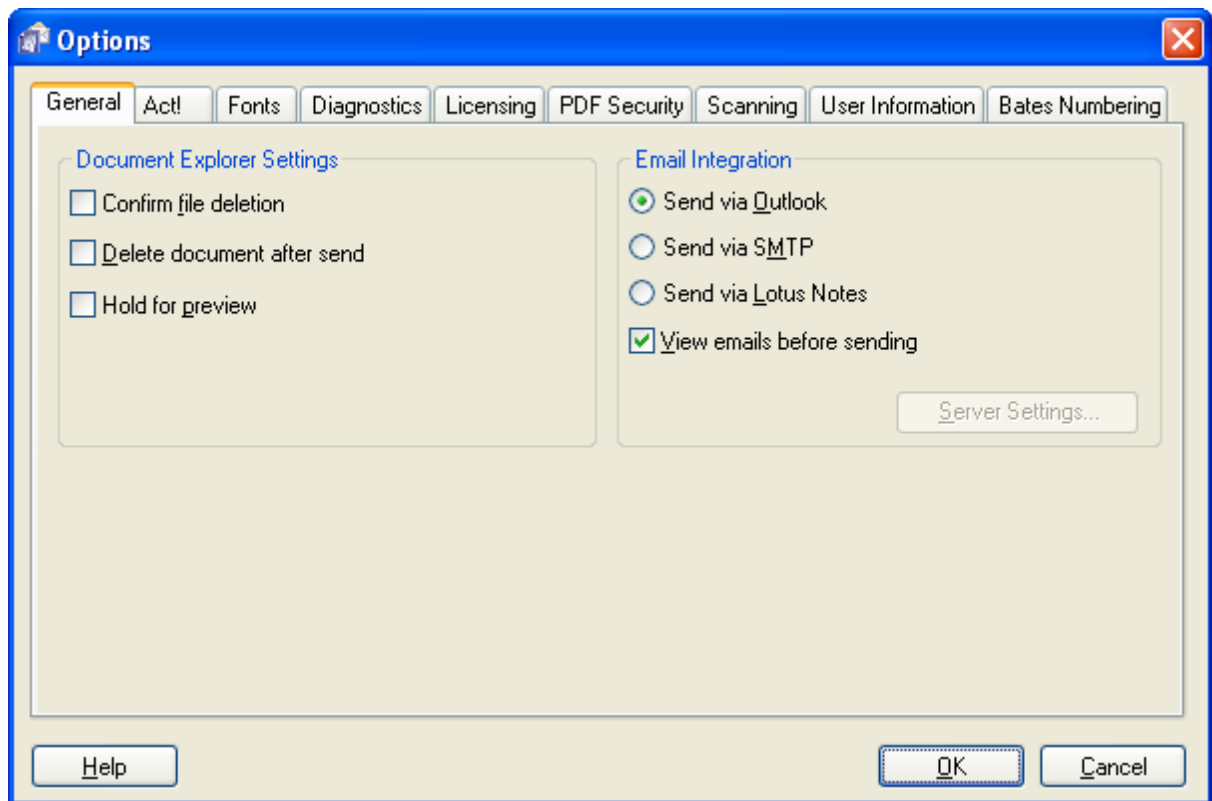 Options
General Act! Fonts Diagnostics Licensing PDF Security Scanning User Information Bates Numbering
Document Explorer Settings
Confirm file deletion
Delete document after send
Hold for preview
Email Integration
Send via Outlook
Send via SMTP
Send via Lotus Notes
View emails before sending
Server Settings...
Help OK Cancel